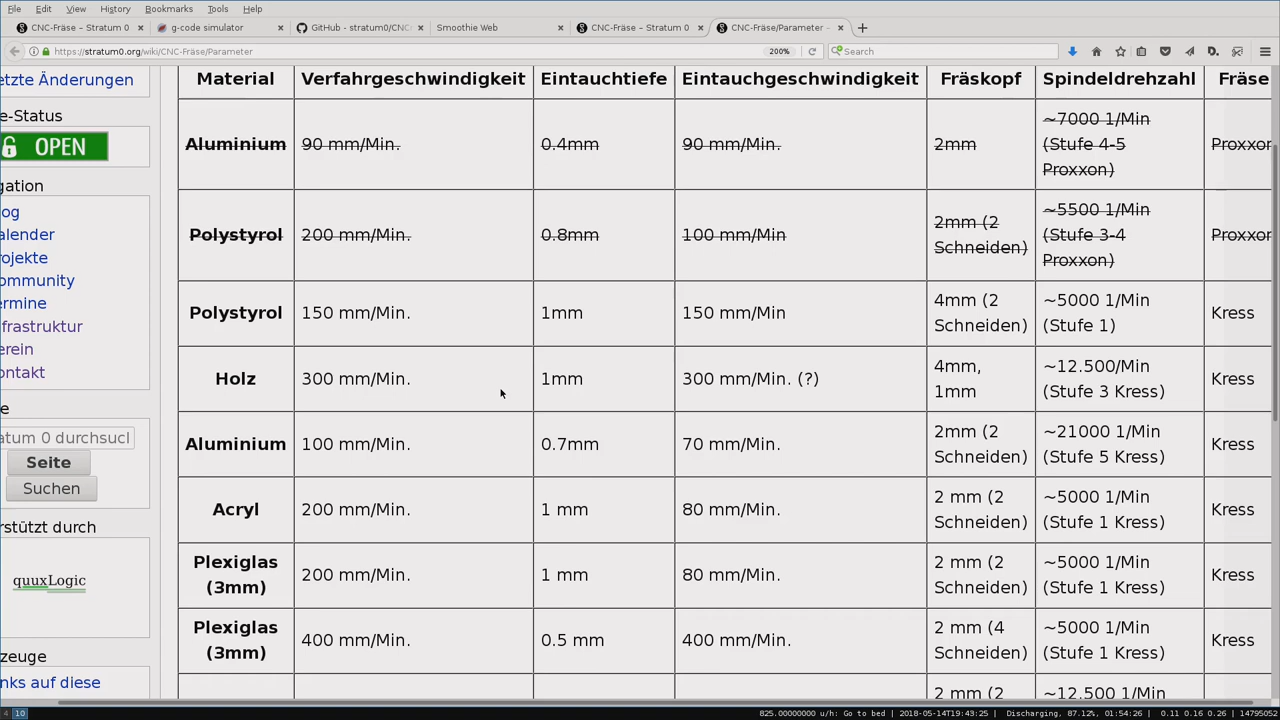 File Edit View History Bookmarks Tools Help
CNC-Fräse – Stratum 0
g-code simulator
GitHub - stratum0/CNC
Smoothie Web
CNC-Fräse – Stratum 0
CNC-Fräse/Parameter -
https://stratum0.org/wiki/CNC-Fräse/Parameter
200%
Search
etzte Änderungen
e-Status
OPEN
gation
og
alender
rojekte
ommunity
ermine
frastruktur
erein
ontakt
e
atum 0 durchsucl
Seite
Suchen
rstützt durch
quuxLogic
zeuge
nks auf diese
Material Verfahrgeschwindigkeit Eintauchtiefe Eintauchgeschwindigkeit Fräskopf Spindeldrehzahl Fräse
Aluminium 90 mm/Min. 0.4mm 90 mm/Min. 2mm ~7000 1/Min
(Stufe 4-5
Proxxon)
Proxxon
Polystyrol 200 mm/Min. 0.8mm 100 mm/Min 2mm (2
Schneiden)
~5500 1/Min
(Stufe 3-4
Proxxon)
Proxxon
Polystyrol 150 mm/Min. 1mm 150 mm/Min 4mm (2
Schneiden)
~5000 1/Min
(Stufe 1)
Kress
Holz 300 mm/Min. 1mm 300 mm/Min. (?) 4mm,
1mm
~12.500/Min
(Stufe 3 Kress)
Kress
Aluminium 100 mm/Min. 0.7mm 70 mm/Min. 2mm (2
Schneiden)
~21000 1/Min
(Stufe 5 Kress)
Kress
Acryl 200 mm/Min. 1 mm 80 mm/Min. 2 mm (2
Schneiden)
~5000 1/Min
(Stufe 1 Kress)
Kress
Plexiglas
(3mm)
200 mm/Min. 1 mm 80 mm/Min. 2 mm (2
Schneiden)
~5000 1/Min
(Stufe 1 Kress)
Kress
Plexiglas
(3mm)
400 mm/Min. 0.5 mm 400 mm/Min. 2 mm (4
Schneiden)
~5000 1/Min
(Stufe 1 Kress)
Kress
2 mm (2 ~12.500 1/Min
4 10
825.00000000 u/h: Go to bed | 2018-05-14T19:43:25 | Discharging, 87.12%, 01:54:26 | 0.11 0.16 0.26 | 14795052